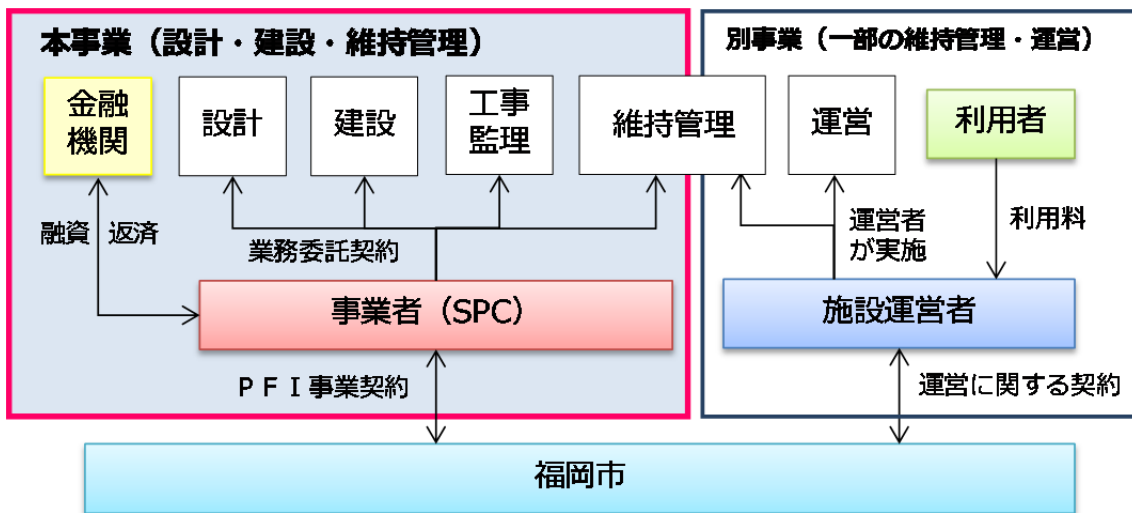 本事業（設計・建設・維持管理）
別事業（一部の維持管理・運営）
金融
機関
設計
建設
工事
監理
維持管理
運営
利用者
融資
返済
業務委託契約
運営者
が実施
利用料
事業者（SPC）
施設運営者
ＰＦＩ事業契約
運営に関する契約
福岡市